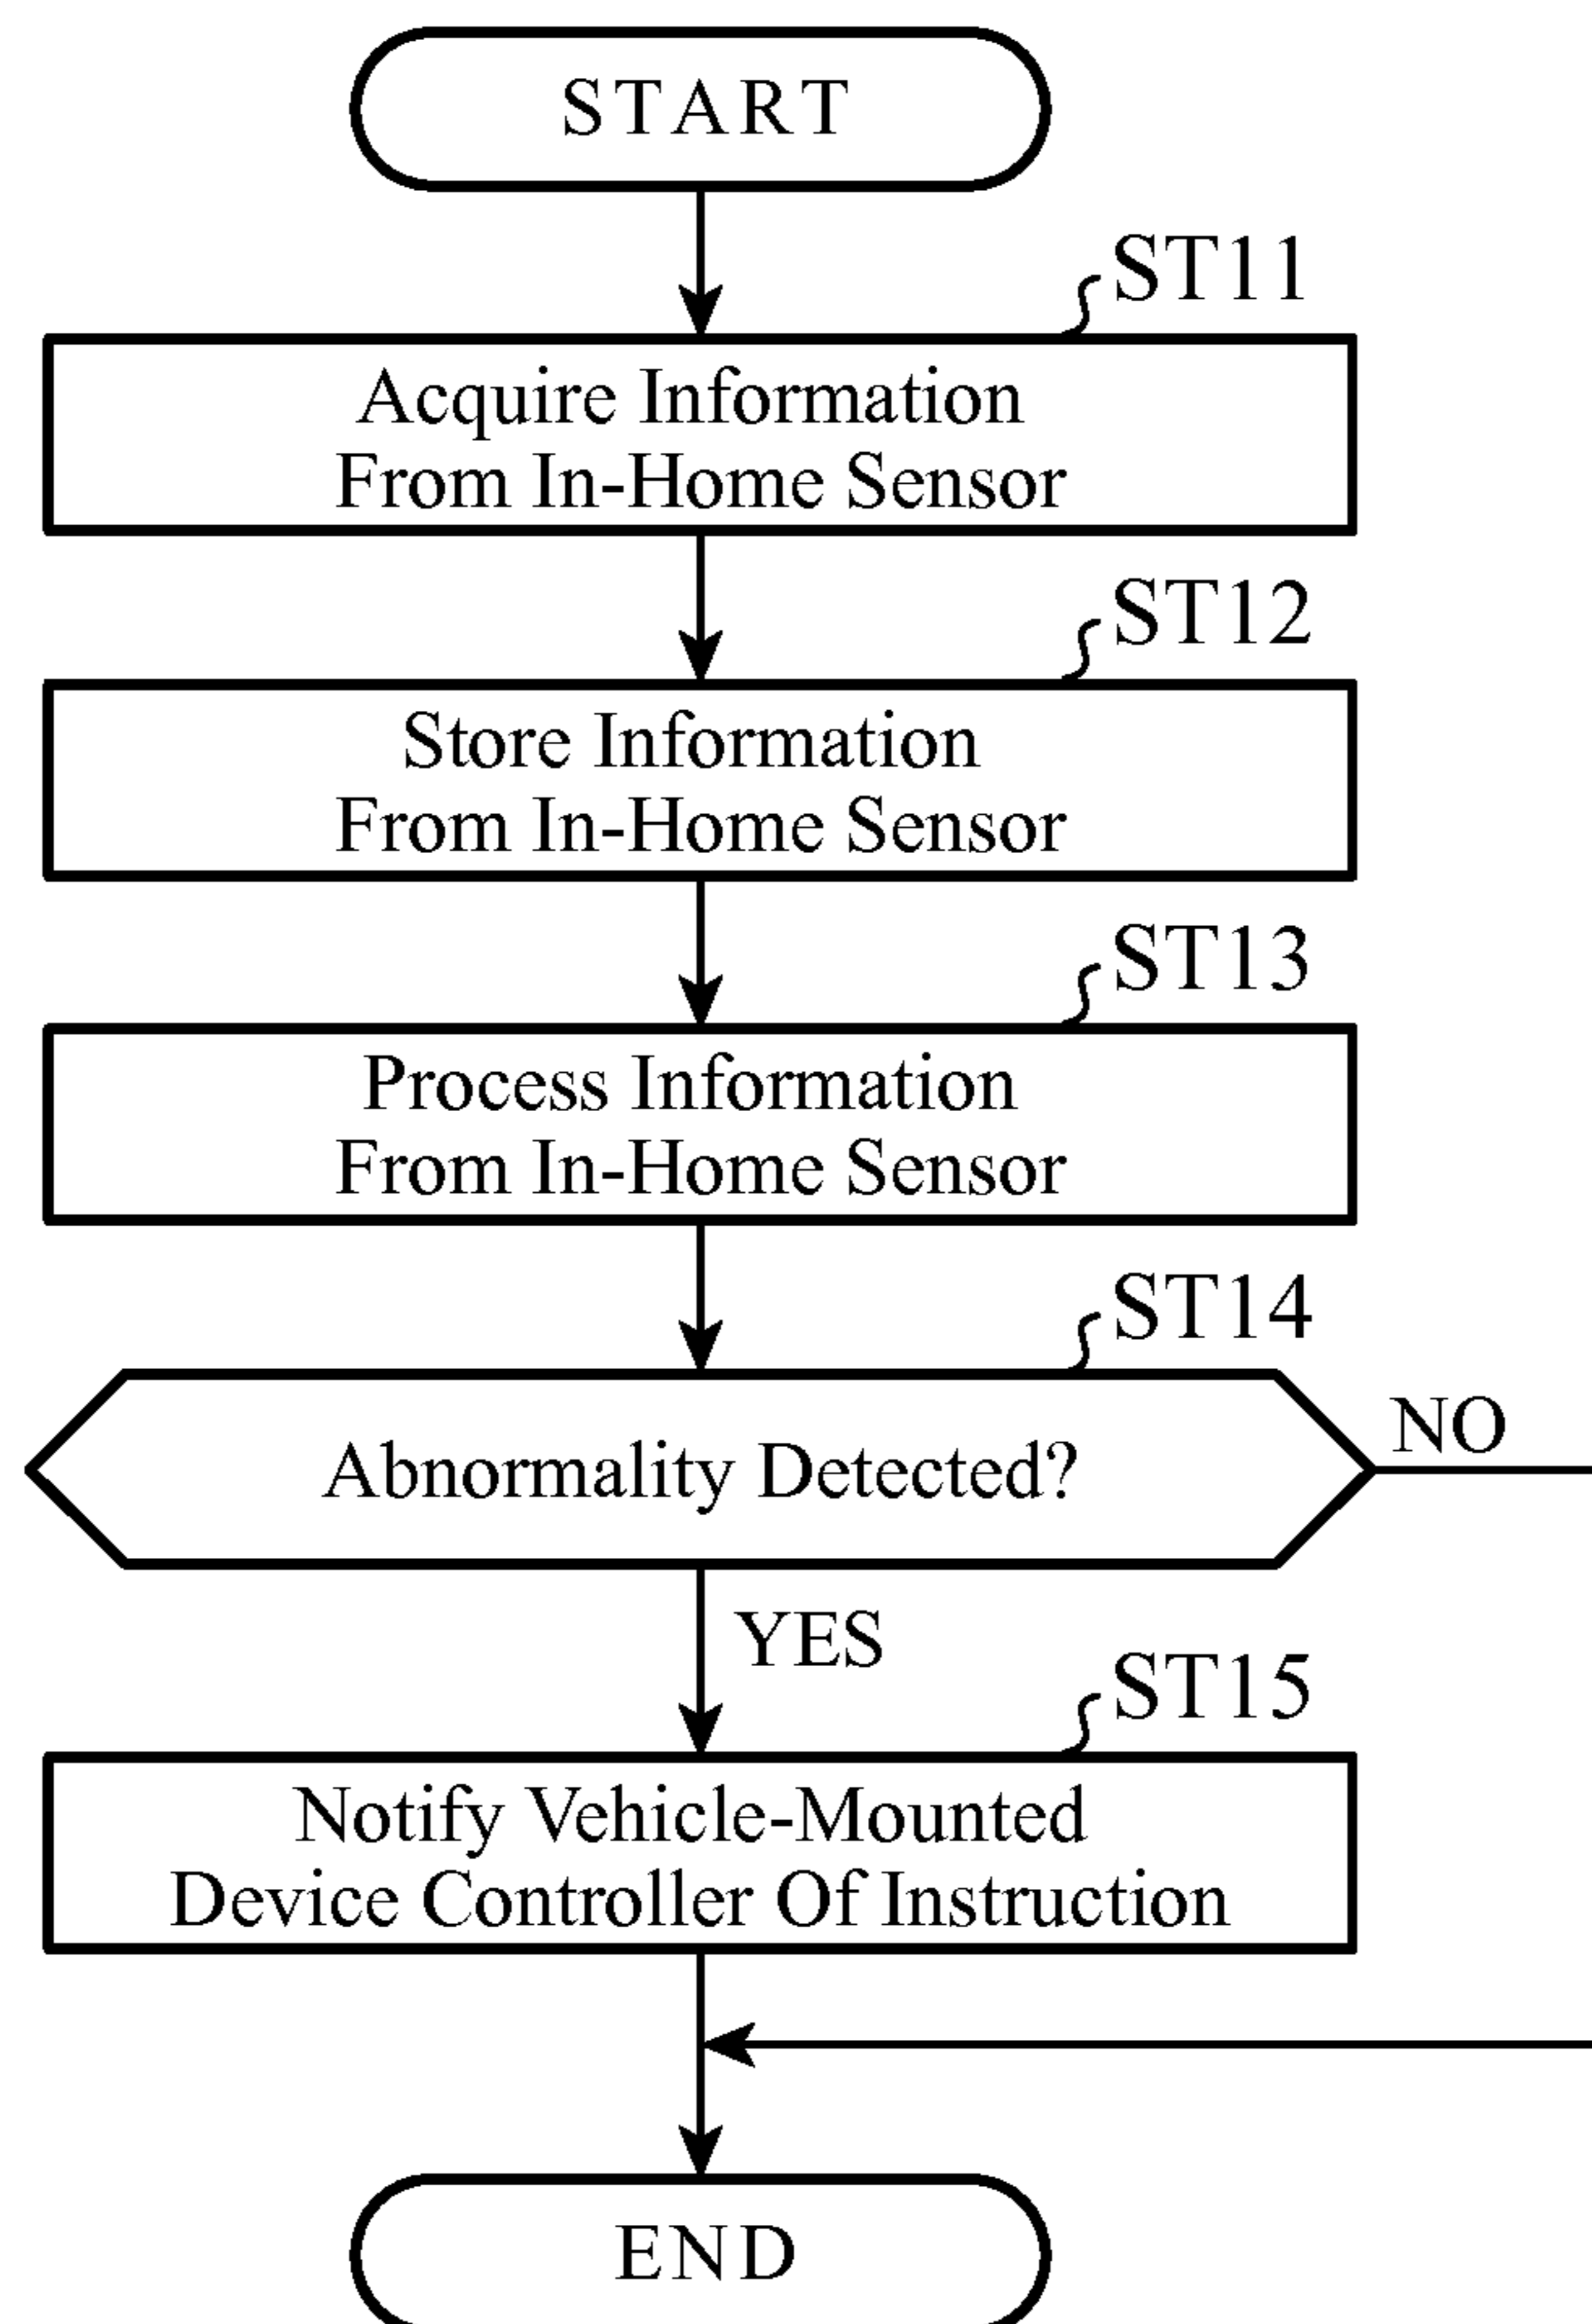 START
ST11
Acquire Information
From In-Home Sensor
ST12
Store Information
From In-Home Sensor
ST13
Process Information
From In-Home Sensor
ST14
Abnormality Detected?
NO
YES
ST15
Notify Vehicle-Mounted
Device Controller Of Instruction
END